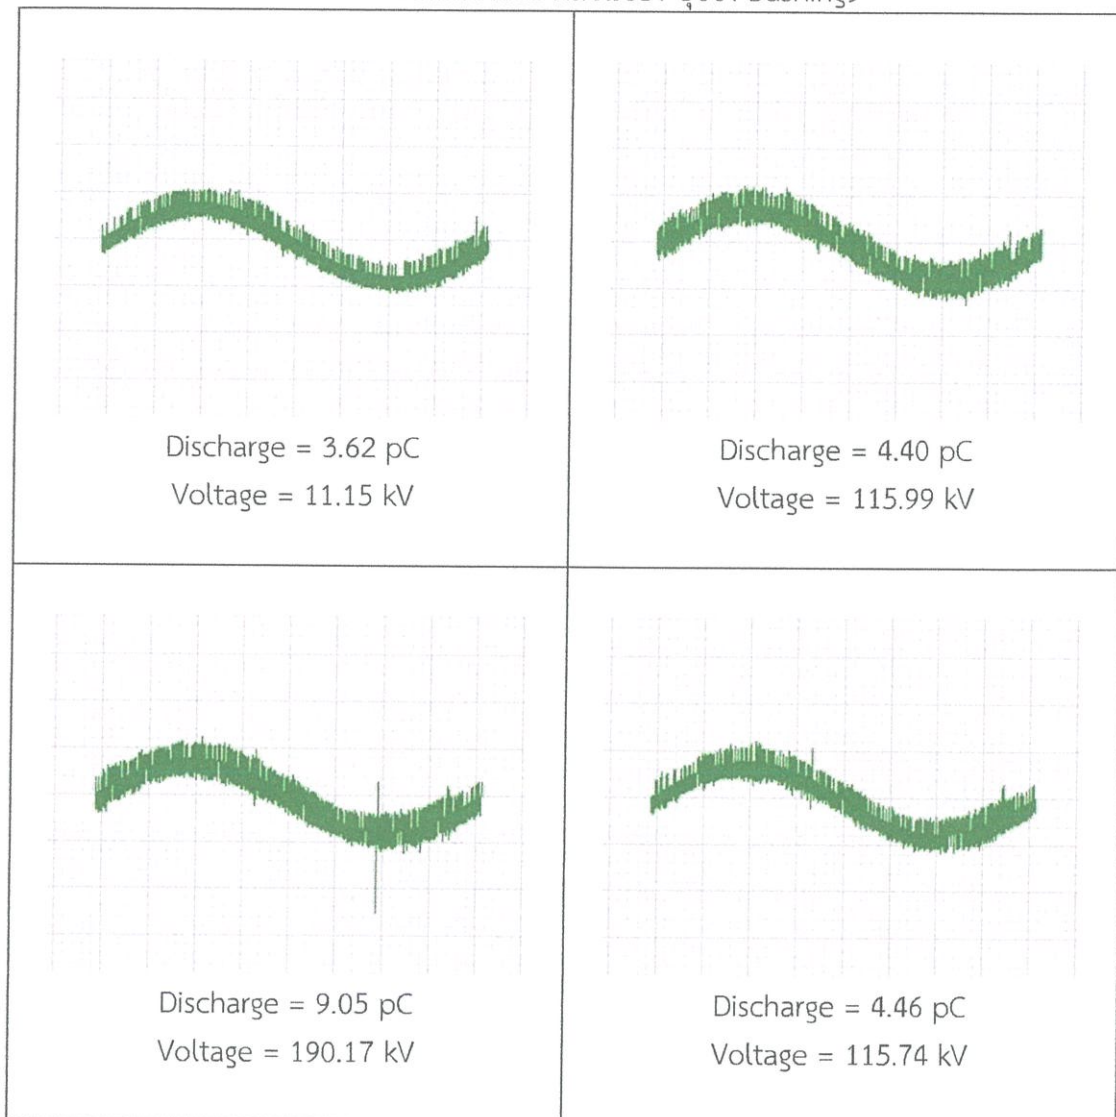 Bushings
Discharge = 3.62 pC
Voltage = 11.15 kV
Discharge = 4.40 pC
Voltage = 115.99 kV
Discharge = 9.05 pC
Voltage = 190.17 kV
Discharge = 4.46 pC
Voltage = 115.74 kV